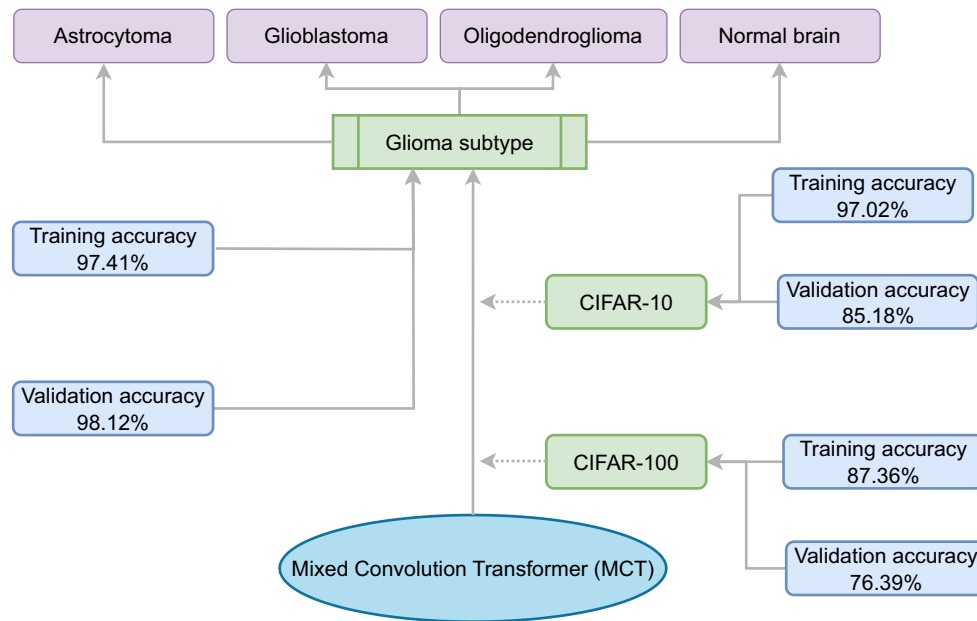 Astrocytoma
Glioblastoma
Oligodendroglioma
Normal brain
Glioma subtype
Training accuracy
97.41%
Validation accuracy
98.12%
Training accuracy
97.02%
CIFAR-10
Validation accuracy
85.18%
CIFAR-100
Training accuracy
87.36%
Validation accuracy
76.39%
Mixed Convolution Transformer (MCT)